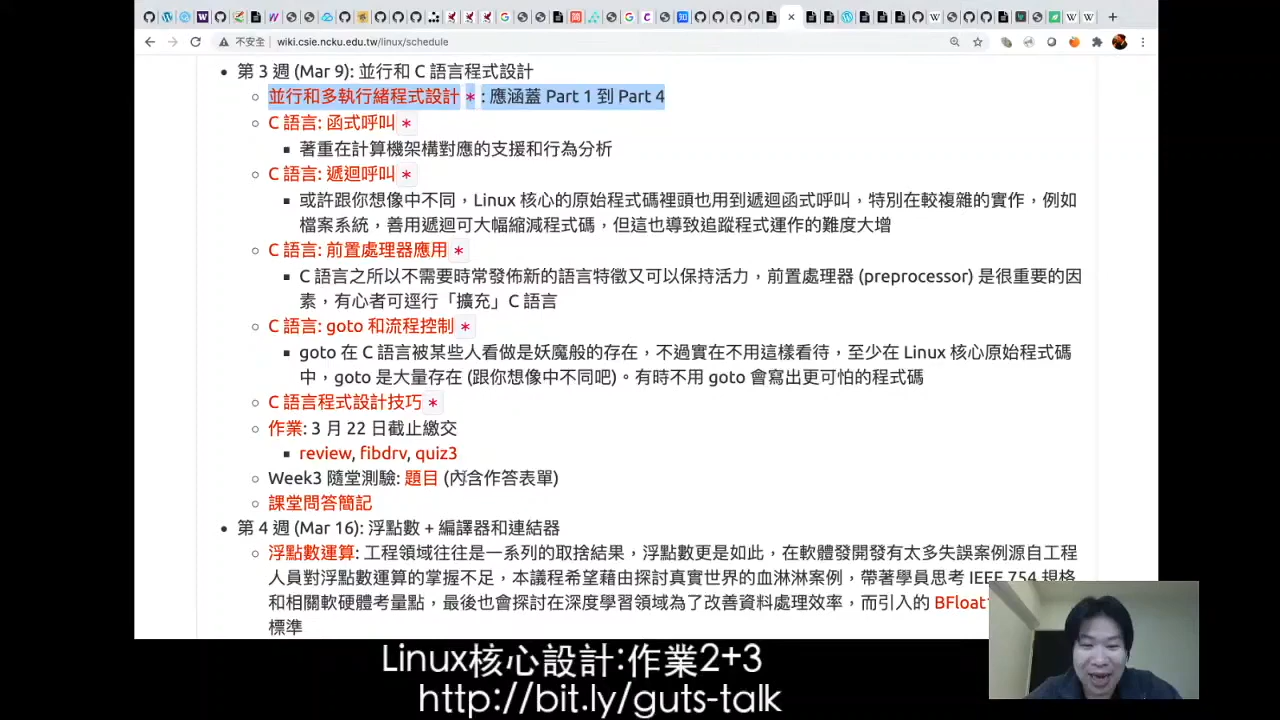 不安全 wiki.csie.ncku.edu.tw/linux/schedule
第 3 週 (Mar 9): 並行和 C 語言程式設計
並行和多執行緒程式設計 * : 應涵蓋 Part 1 到 Part 4
C 語言: 函式呼叫 *
著重在計算機架構對應的支援和行為分析
C 語言: 遞迴呼叫 *
或許跟你想像中不同，Linux 核心的原始程式碼裡頭也用到遞迴函式呼叫，特別在較複雜的實作，例如
檔案系統，善用遞迴可大幅縮減程式碼，但這也導致追蹤程式運作的難度大增
C 語言: 前置處理器應用 *
C 語言之所以不需要時常發佈新的語言特徵又可以保持活力，前置處理器 (preprocessor) 是很重要的因
素，有心者可逕行「擴充」C 語言
C 語言: goto 和流程控制 *
goto 在 C 語言被某些人看做是妖魔般的存在，不過實在不用這樣看待，至少在 Linux 核心原始程式碼
中，goto 是大量存在 (跟你想像中不同吧)。有時不用 goto 會寫出更可怕的程式碼
C 語言程式設計技巧 *
作業: 3 月 22 日截止繳交
review, fibdrv, quiz3
Week3 隨堂測驗: 題目 (內含作答表單)
課堂問答簡記
第 4 週 (Mar 16): 浮點數 + 編譯器和連結器
浮點數運算: 工程領域往往是一系列的取捨結果，浮點數更是如此，在軟體發開發有太多失誤案例源自工程
人員對浮點數運算的掌握不足，本議程希望藉由探討真實世界的血淋淋案例，帶著學員思考 IEEE 754 規格
和相關軟硬體考量點，最後也會探討在深度學習領域為了改善資料處理效率，而引入的 BFloat
標準
Linux核心設計:作業2+3
http://bit.ly/guts-talk